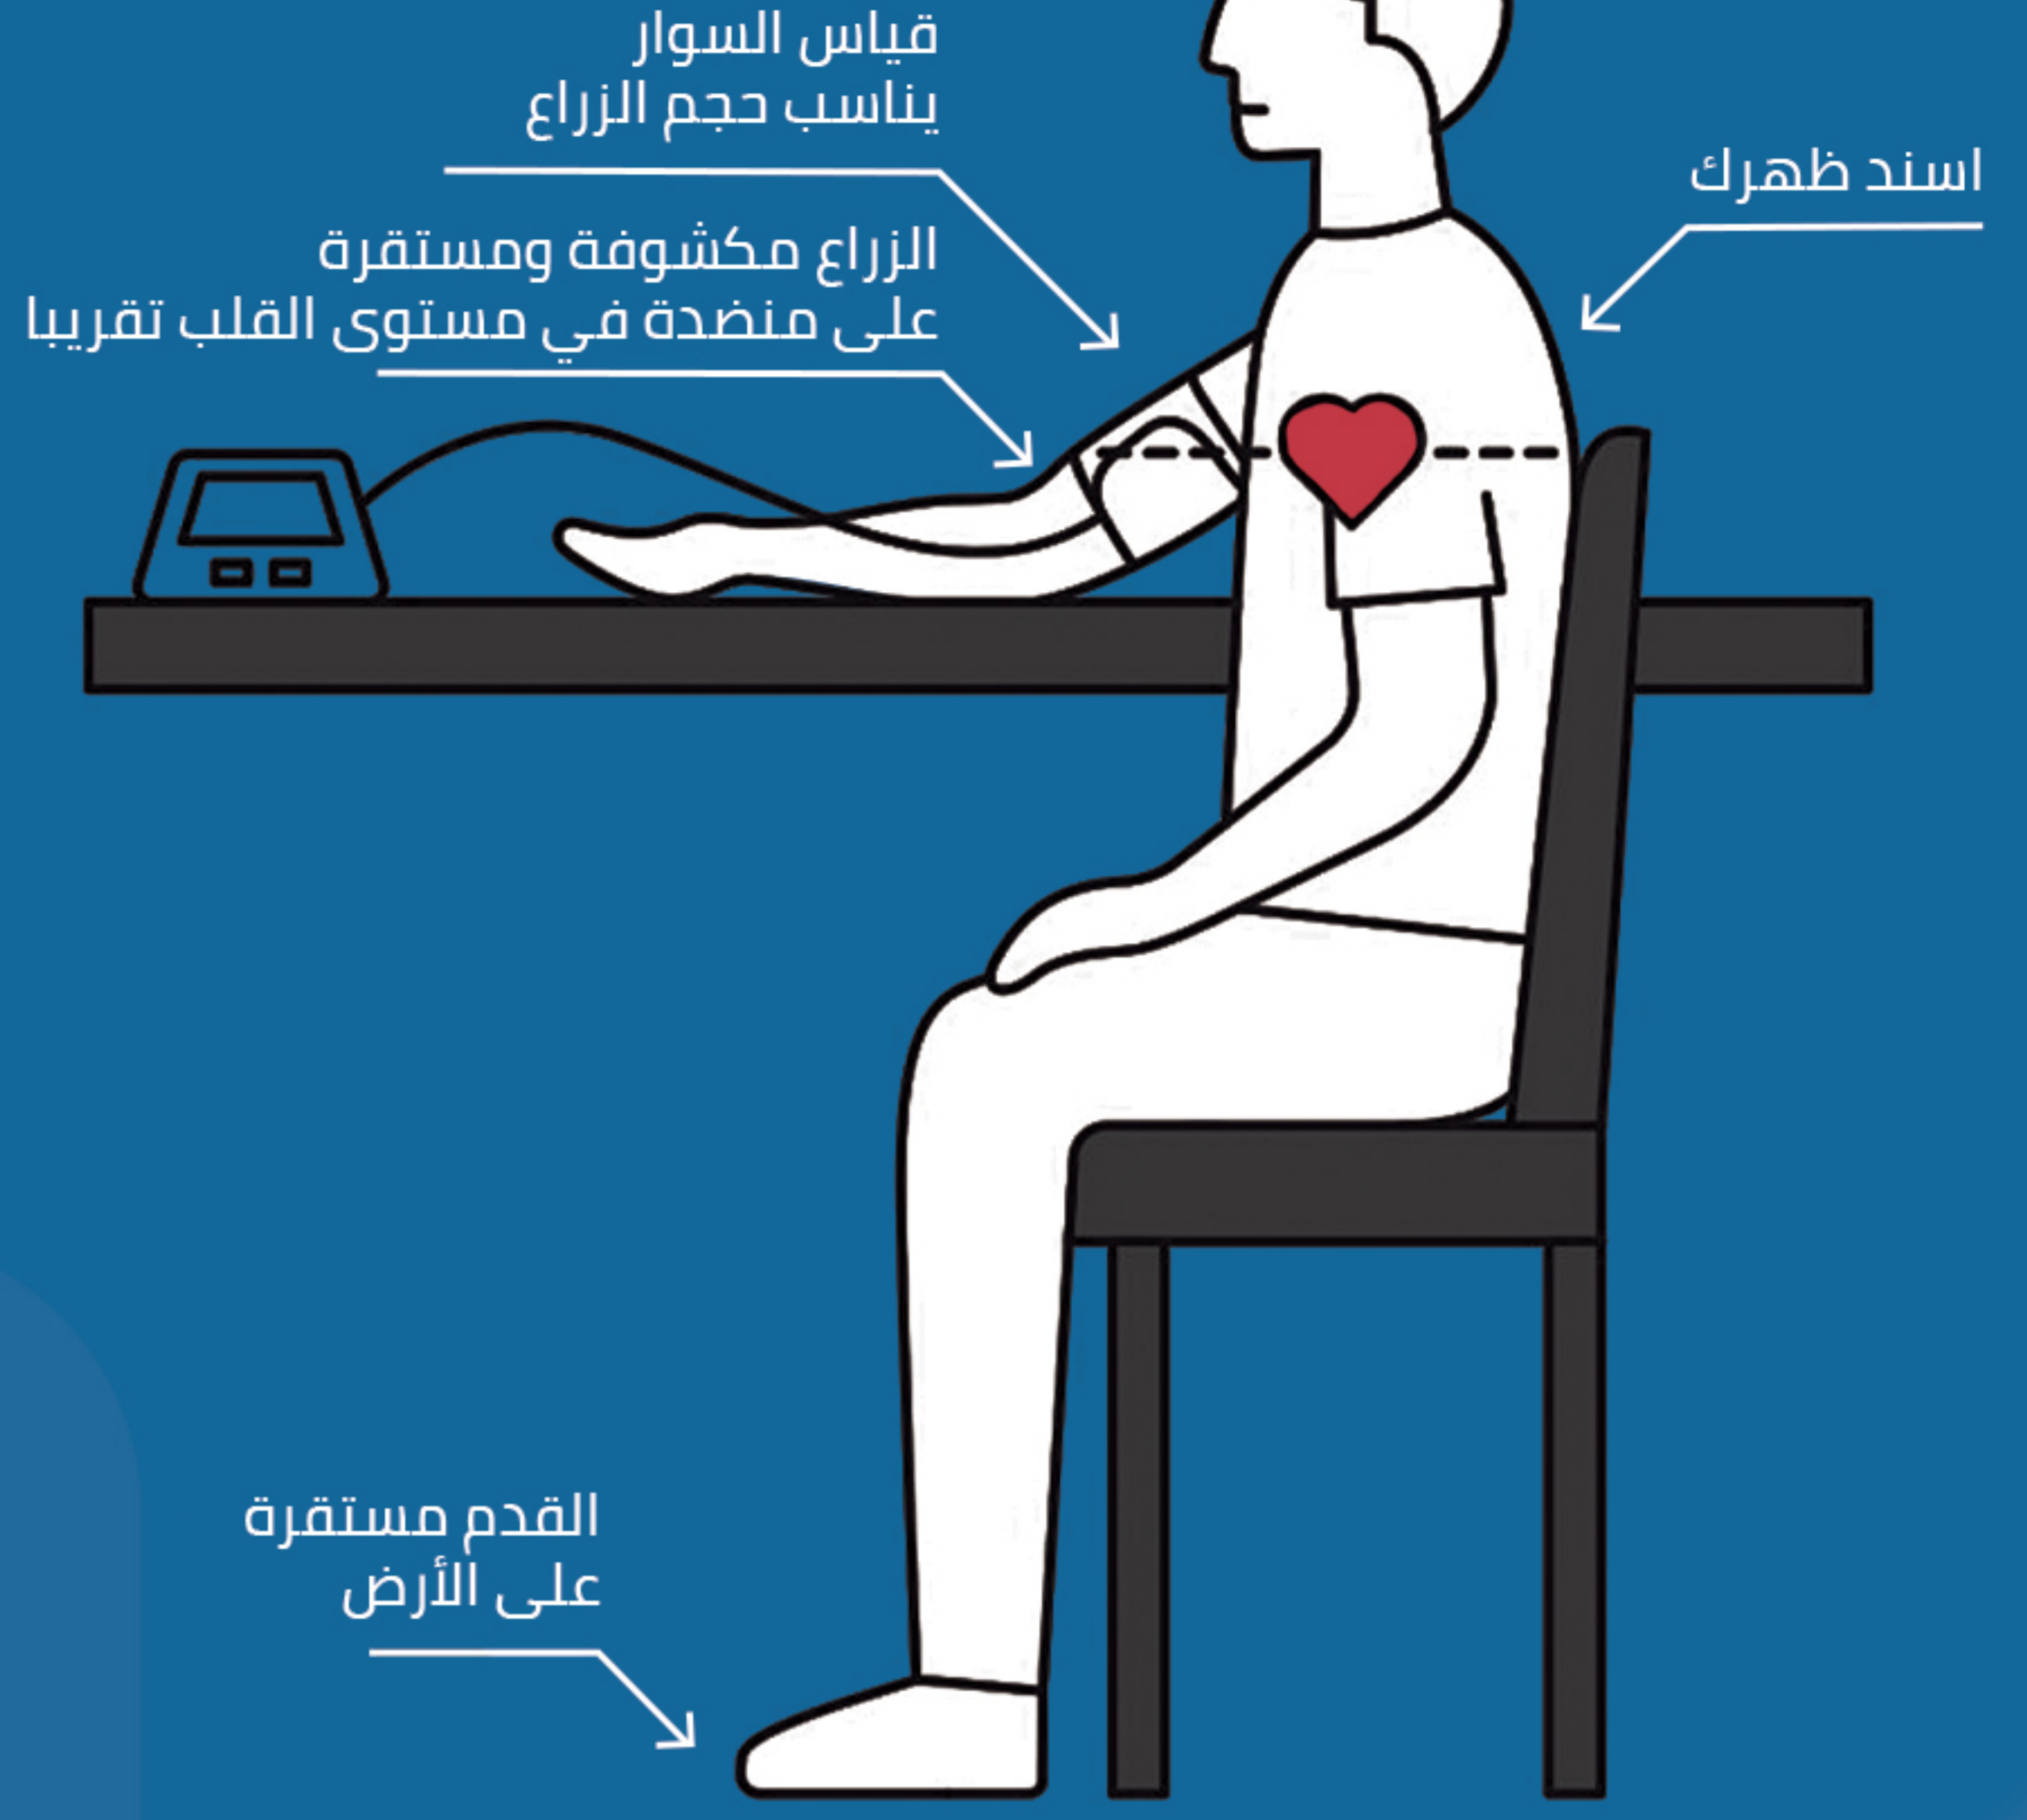 قياس السوار
يناسب حجم الزراع
اسند ظهرك
الزراع مكشوفة ومستقرة
على منضدة في مستوى القلب تقريبا
القدم مستقرة
على الأرض